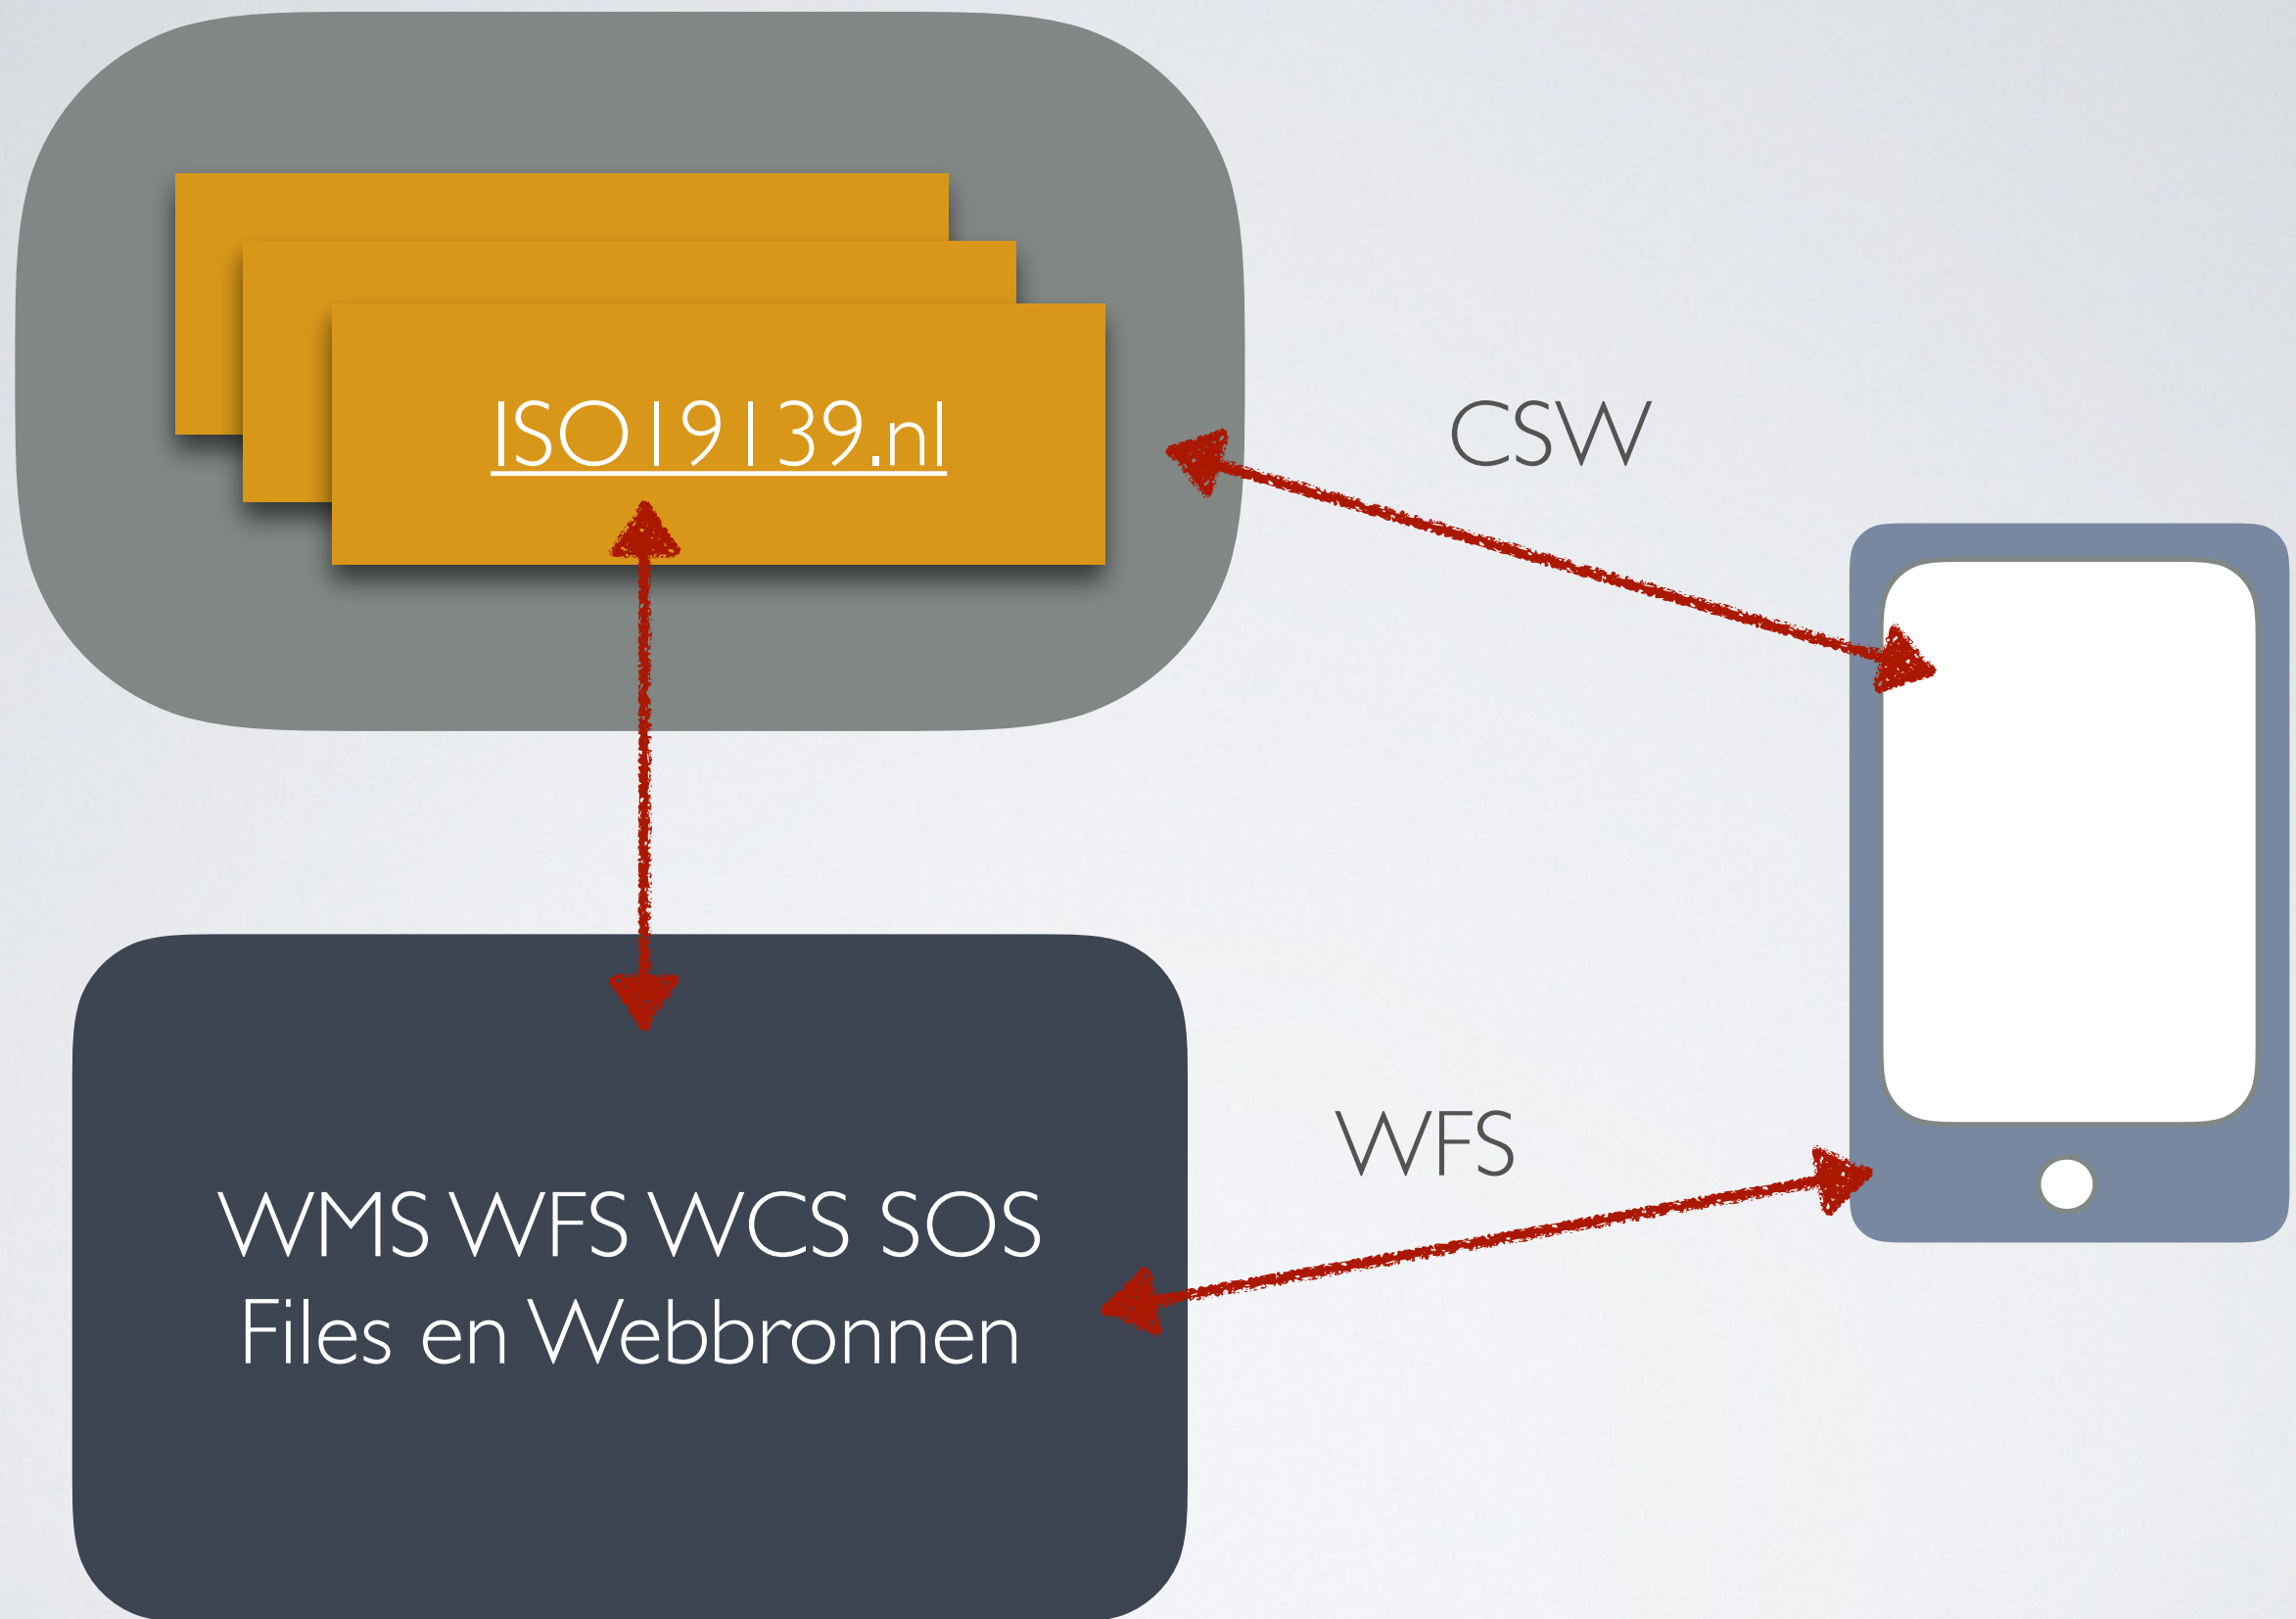 ISO19139.nl
CSW
WFS
WMS WFS WCS SOS
Files en Webbronnen